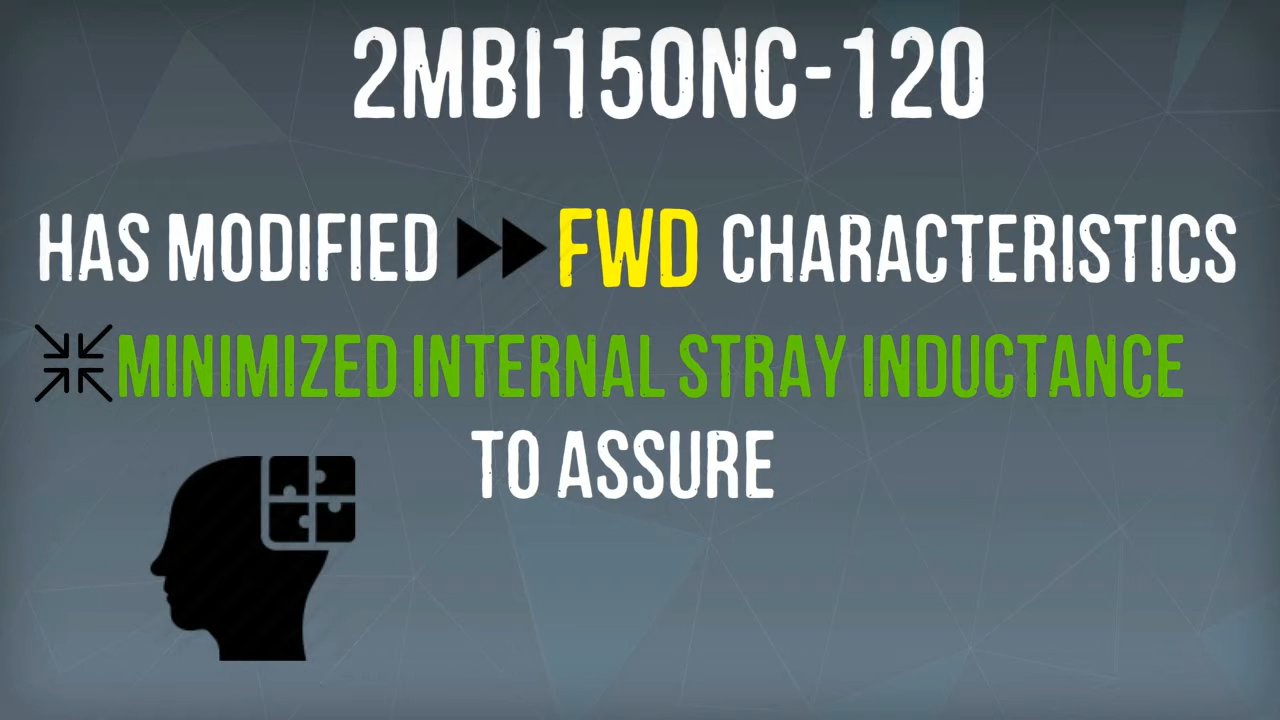 2MBI150NC-120
HAS MODIFIED FWD CHARACTERISTICS
MINIMIZED INTERNAL STRAY INDUCTANCE
TO ASSURE